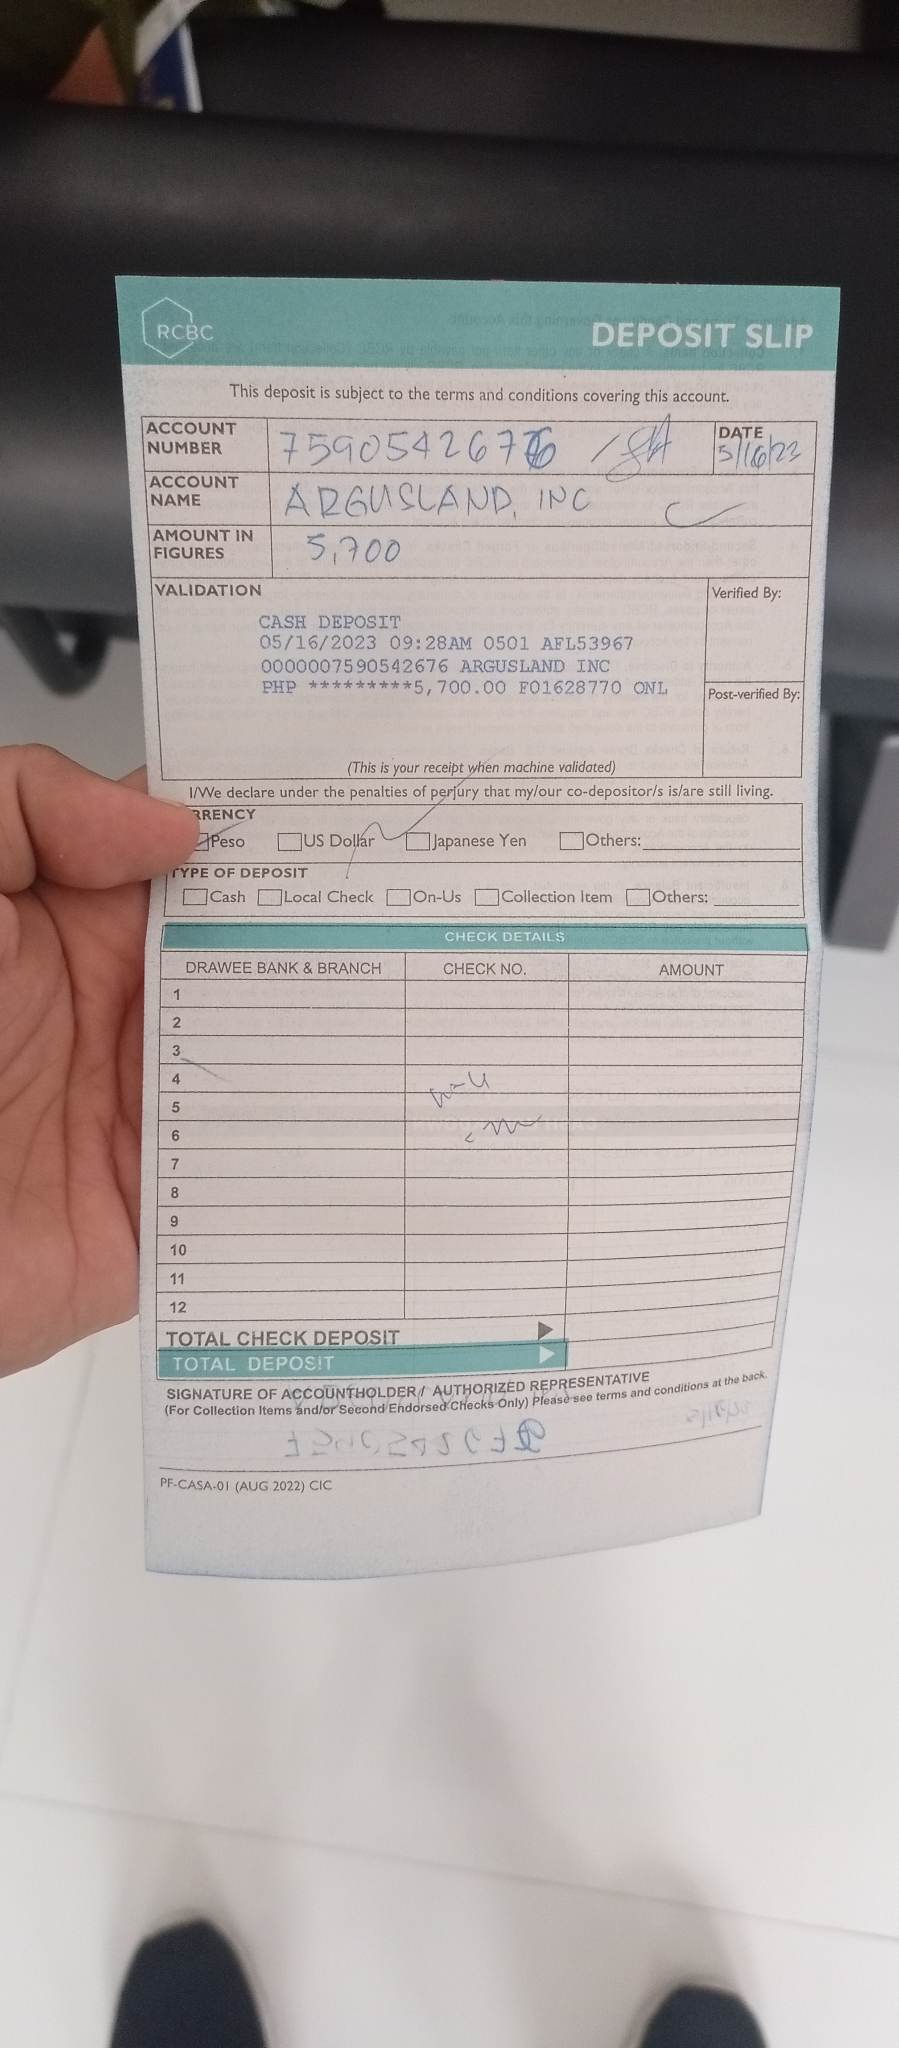 RCBC
DEPOSIT SLIP
This deposit is subject to the terms and conditions covering this account.
ACCOUNT NUMBER 7590542676
DATE 5/16/23
ACCOUNT NAME ARGUSLAND, INC
AMOUNT IN FIGURES 5,700
VALIDATION
Verified By:
CASH DEPOSIT
05/16/2023 09:28AM 0501 AFL53967
0000007590542676 ARGUSLAND INC
PHP *********5,700.00 F01628770 ONL
Post-verified By:
(This is your receipt when machine validated)
I/We declare under the penalties of perjury that my/our co-depositor/s is/are still living.
RRENCY
Peso US Dollar Japanese Yen Others:
TYPE OF DEPOSIT
Cash Local Check On-Us Collection Item Others:
CHECK DETAILS
DRAWEE BANK & BRANCH CHECK NO. AMOUNT
1
2
3
4
5
6
7
8
9
10
11
12
TOTAL CHECK DEPOSIT
TOTAL DEPOSIT
SIGNATURE OF ACCOUNTHOLDER / AUTHORIZED REPRESENTATIVE
(For Collection Items and/or Second Endorsed Checks Only) Please see terms and conditions at the back.
PF-CASA-01 (AUG 2022) CIC